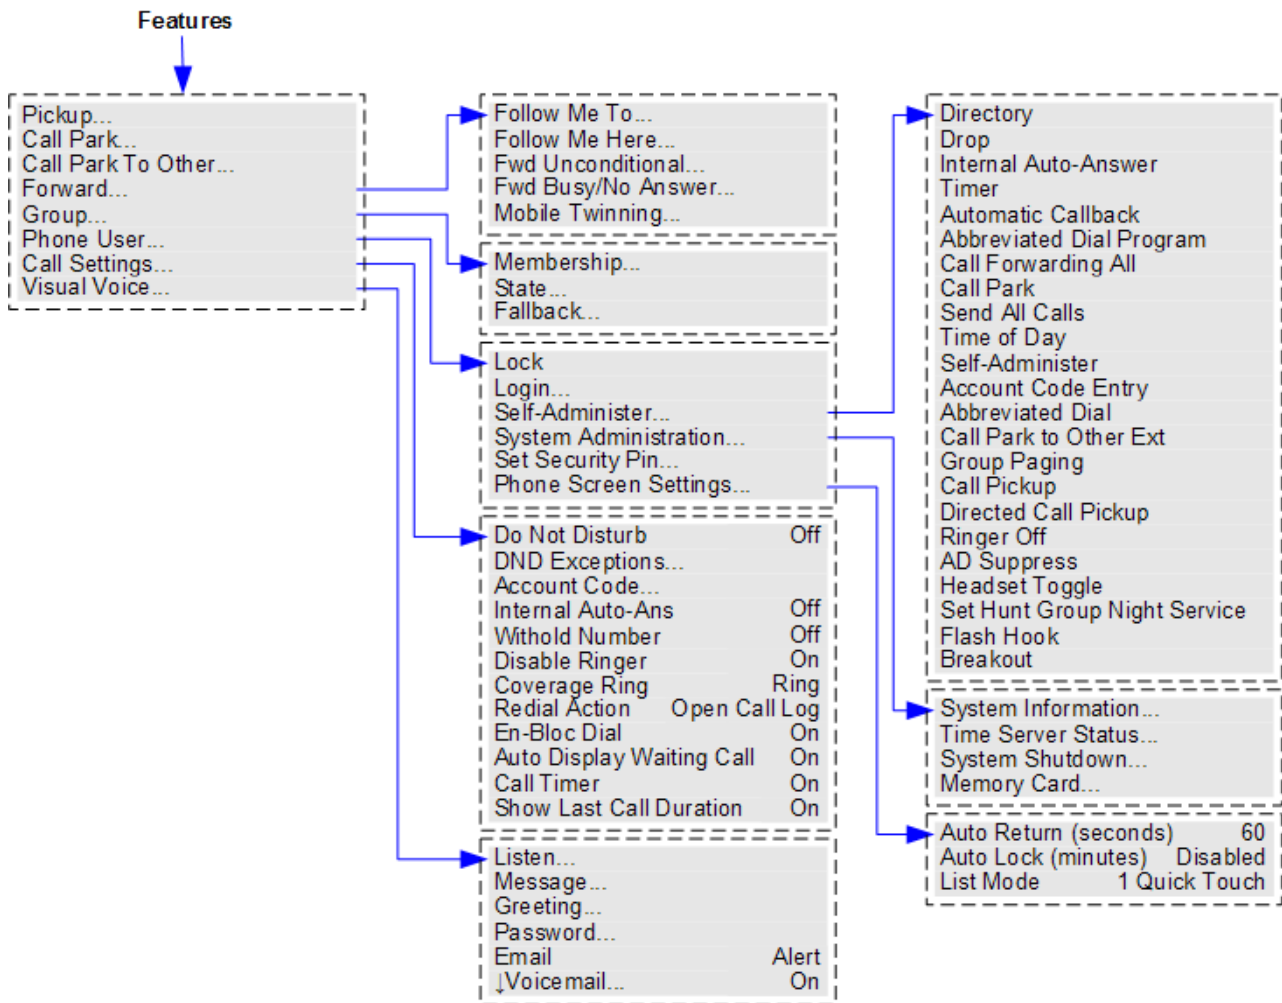 Features
Pickup...
Call Park...
Call Park To Other...
Forward...
Group...
Phone User...
Call Settings...
Visual Voice...
Follow Me To...
Follow Me Here...
Fwd Unconditional...
Fwd Busy/No Answer...
Mobile Twinning...
Membership...
State...
Fallback...
Lock
Login...
Self-Administer...
System Administration...
Set Security Pin...
Phone Screen Settings...
Do Not Disturb Off
DND Exceptions...
Account Code...
Internal Auto-Ans Off
Withold Number Off
Disable Ringer On
Coverage Ring Ring
Redial Action Open Call Log
En-Bloc Dial On
Auto Display Waiting Call On
Call Timer On
Show Last Call Duration On
Listen...
Message...
Greeting...
Password...
Email Alert
↓Voicemail... On
Directory
Drop
Internal Auto-Answer
Timer
Automatic Callback
Abbreviated Dial Program
Call Forwarding All
Call Park
Send All Calls
Time of Day
Self-Administer
Account Code Entry
Abbreviated Dial
Call Park to Other Ext
Group Paging
Call Pickup
Directed Call Pickup
Ringer Off
AD Suppress
Headset Toggle
Set Hunt Group Night Service
Flash Hook
Breakout
System Information...
Time Server Status...
System Shutdown...
Memory Card...
Auto Return (seconds) 60
Auto Lock (minutes) Disabled
List Mode 1 Quick Touch